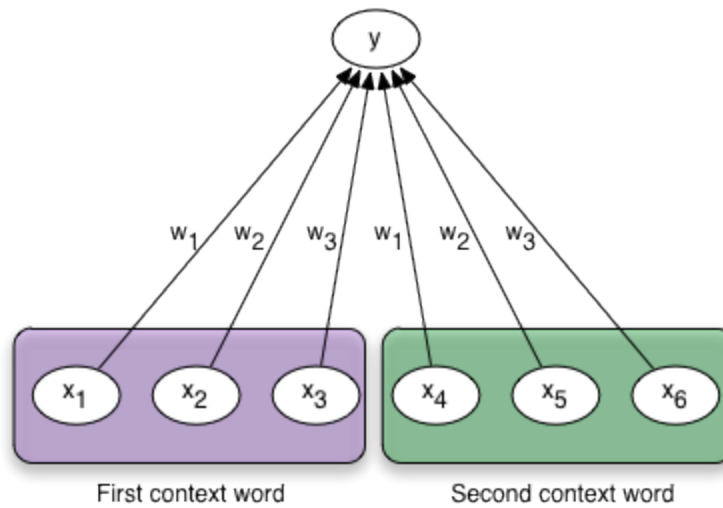 y
w1 w2 w3 w1 w2 w3
x1 x2 x3 x4 x5 x6
First context word Second context word